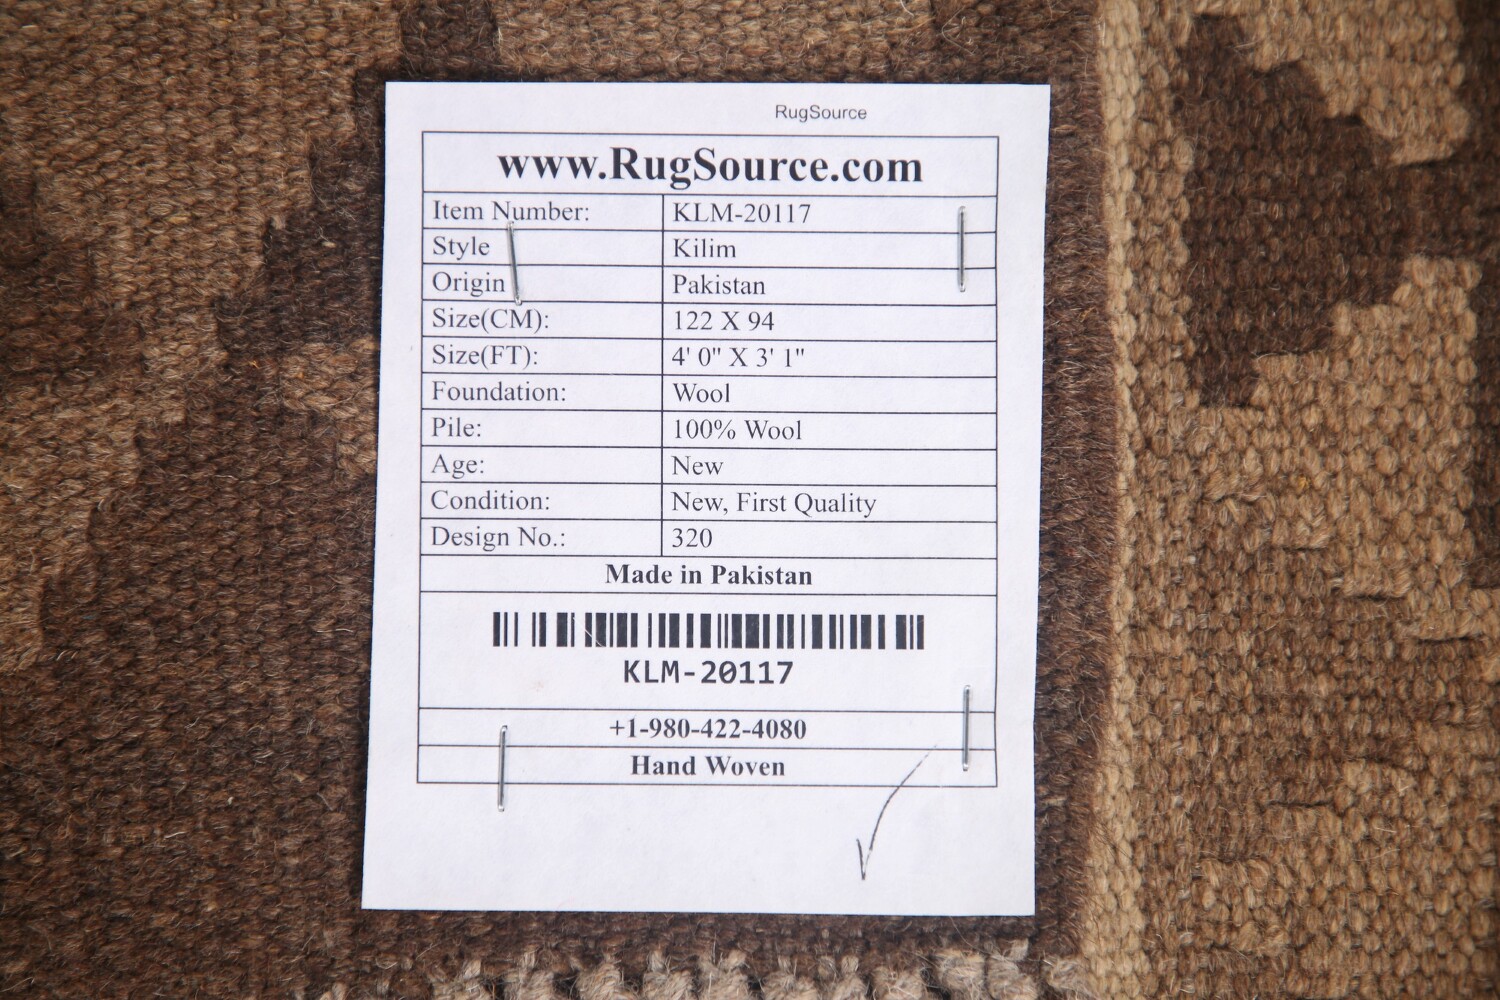 RugSource
www.RugSource.com
Item Number: KLM-20117
Style Kilim
Origin Pakistan
Size(CM): 122 X 94
Size(FT): 4' 0" X 3' 1"
Foundation: Wool
Pile: 100% Wool
Age: New
Condition: New, First Quality
Design No.: 320
Made in Pakistan
KLM-20117
+1-980-422-4080
Hand Woven